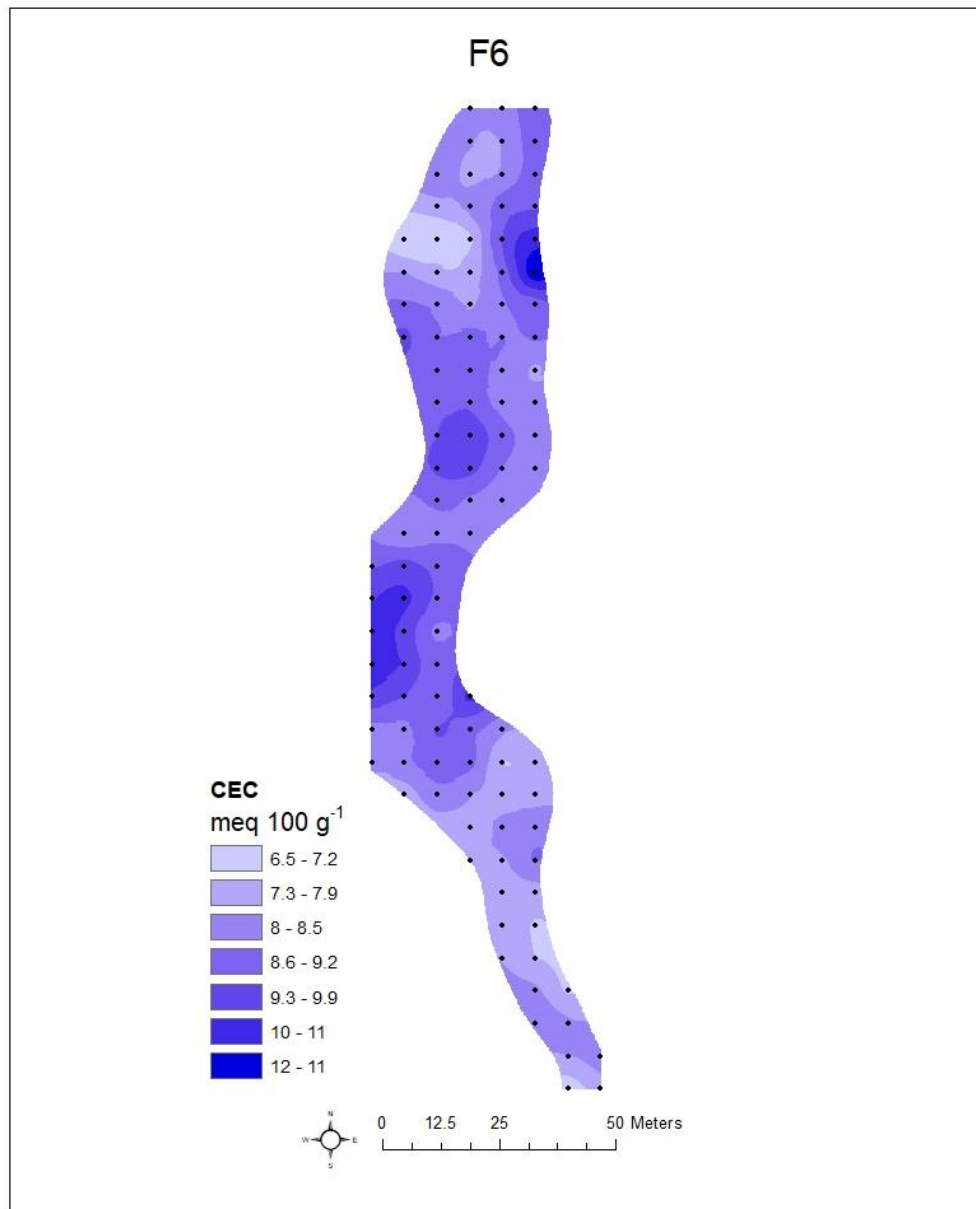 F6
CEC
meq 100 g⁻¹
6.5 - 7.2
7.3 - 7.9
8 - 8.5
8.6 - 9.2
9.3 - 9.9
10 - 11
12 - 11
N
W E
S
0 12.5 25 50 Meters